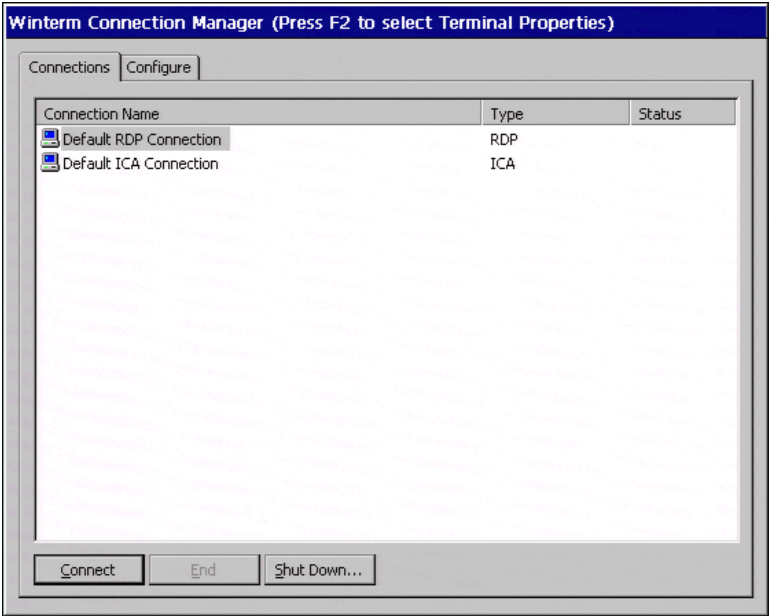 Winterm Connection Manager (Press F2 to select Terminal Properties)
Connections Configure
Connection Name Type Status
Default RDP Connection RDP
Default ICA Connection ICA
Connect End Shut Down...